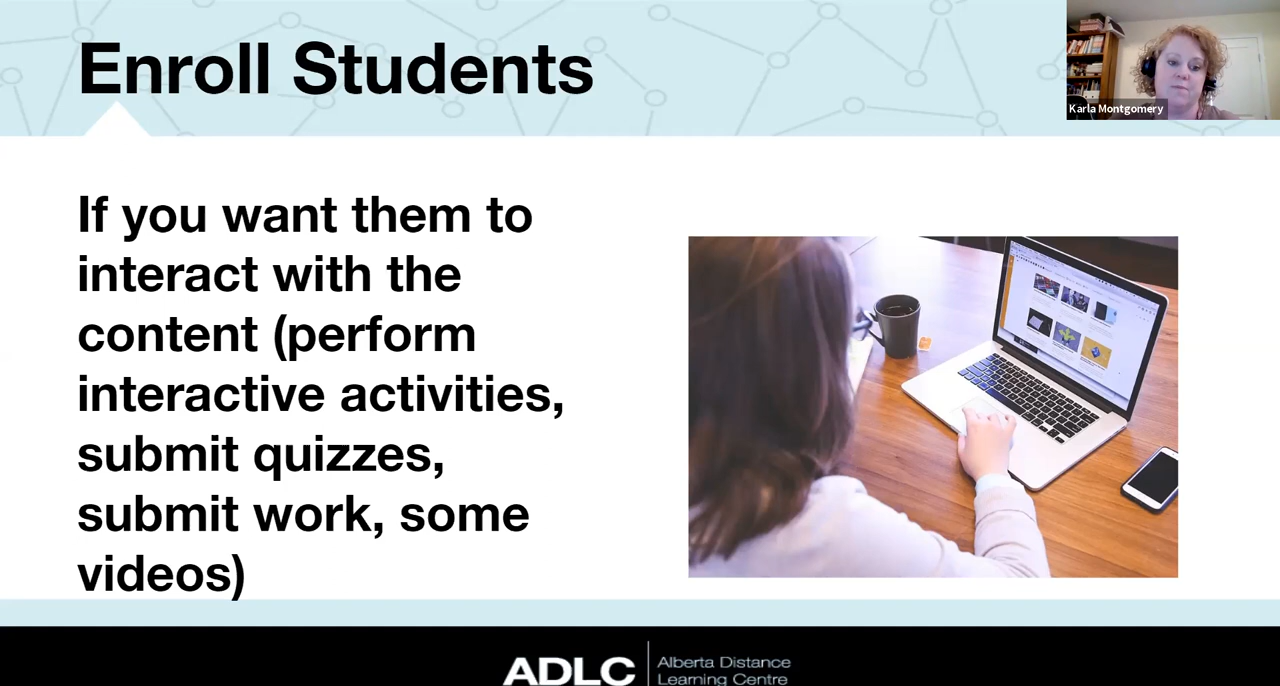 Enroll Students
Karla Montgomery
If you want them to
interact with the
content (perform
interactive activities,
submit quizzes,
submit work, some
videos)
ADLC
Alberta Distance
Learning Centre